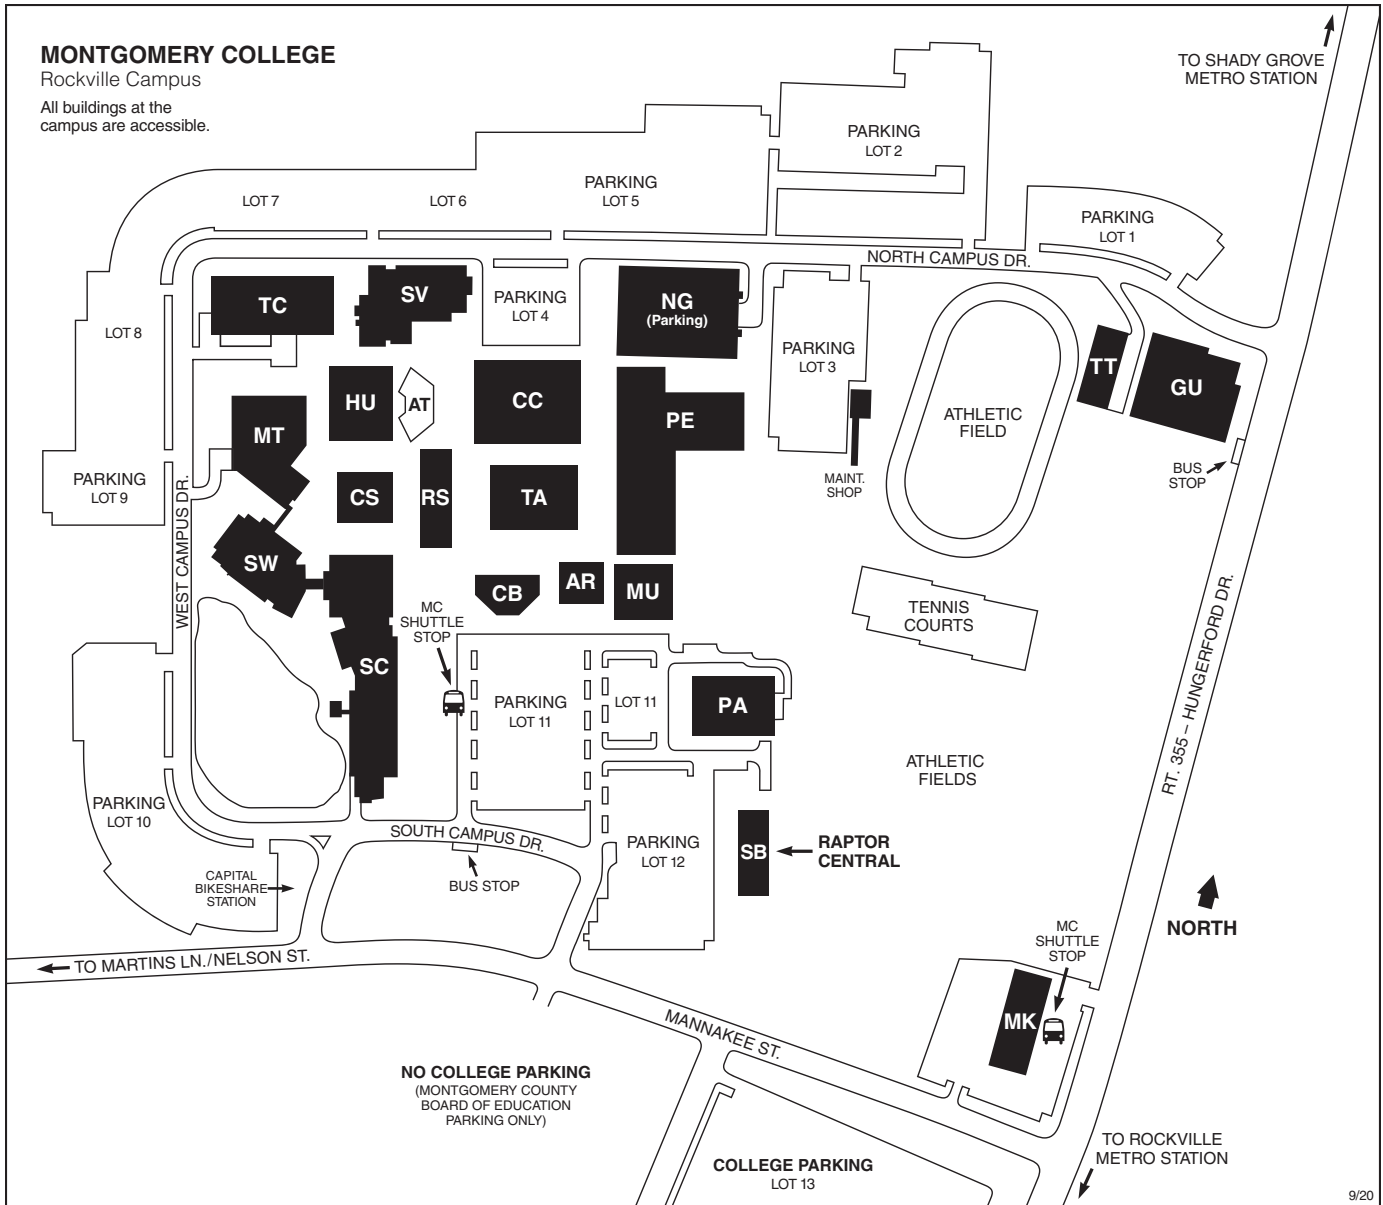 MONTGOMERY COLLEGE
Rockville Campus
All buildings at the
campus are accessible.
TO SHADY GROVE
METRO STATION
PARKING
LOT 2
LOT 7
LOT 6
PARKING
LOT 5
PARKING
LOT 1
NORTH CAMPUS DR.
TC
SV
PARKING
LOT 4
NG
(Parking)
LOT 8
PARKING
LOT 3
TT
GU
HU
AT
CC
PE
ATHLETIC
FIELD
MT
PARKING
LOT 9
MAINT.
SHOP
BUS
STOP
CS
RS
TA
WEST CAMPUS DR.
SW
CB
AR
MU
MC
SHUTTLE
STOP
TENNIS
COURTS
RT. 355 – HUNGERFORD DR.
SC
PARKING
LOT 11
LOT 11
PA
ATHLETIC
FIELDS
PARKING
LOT 10
SOUTH CAMPUS DR.
PARKING
LOT 12
SB
RAPTOR
CENTRAL
CAPITAL
BIKESHARE
STATION
BUS STOP
NORTH
MC
SHUTTLE
STOP
TO MARTINS LN./NELSON ST.
MK
MANNAKEE ST.
NO COLLEGE PARKING
(MONTGOMERY COUNTY
BOARD OF EDUCATION
PARKING ONLY)
COLLEGE PARKING
LOT 13
TO ROCKVILLE
METRO STATION
9/20